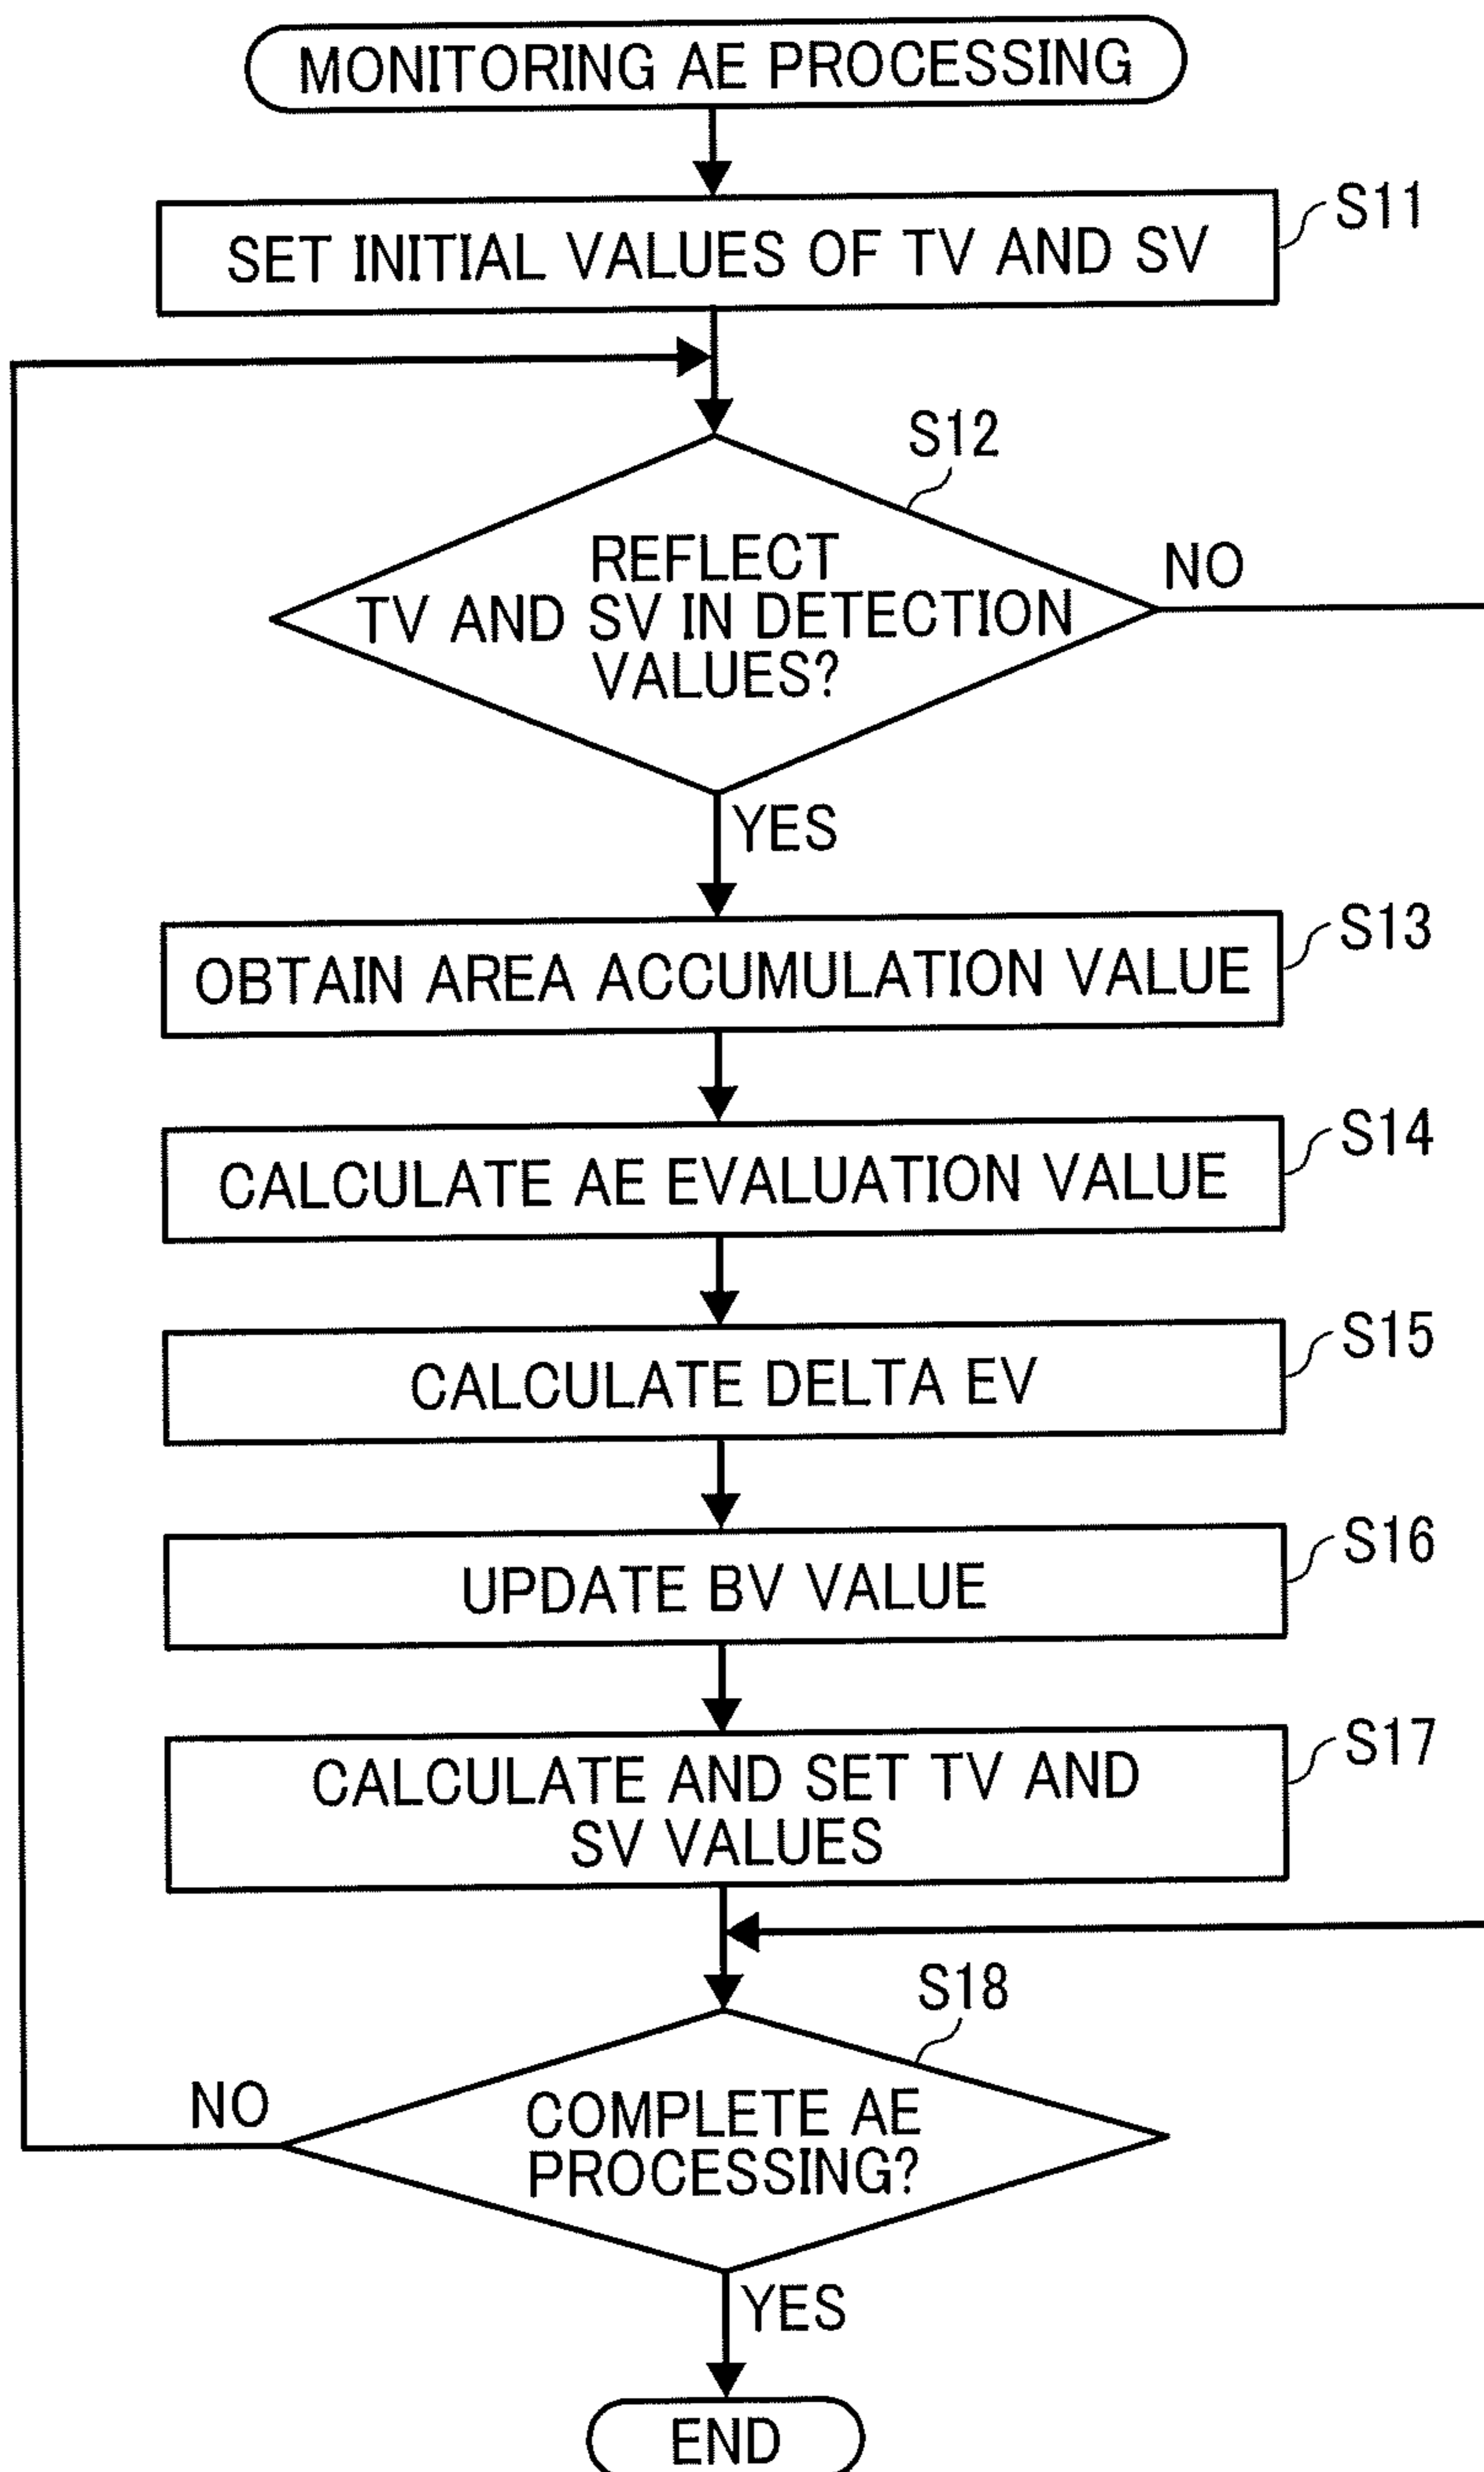 MONITORING AE PROCESSING
S11
SET INITIAL VALUES OF TV AND SV
S12
REFLECT
TV AND SV IN DETECTION
VALUES?
NO
YES
S13
OBTAIN AREA ACCUMULATION VALUE
S14
CALCULATE AE EVALUATION VALUE
S15
CALCULATE DELTA EV
S16
UPDATE BV VALUE
S17
CALCULATE AND SET TV AND
SV VALUES
S18
COMPLETE AE
PROCESSING?
NO
YES
END